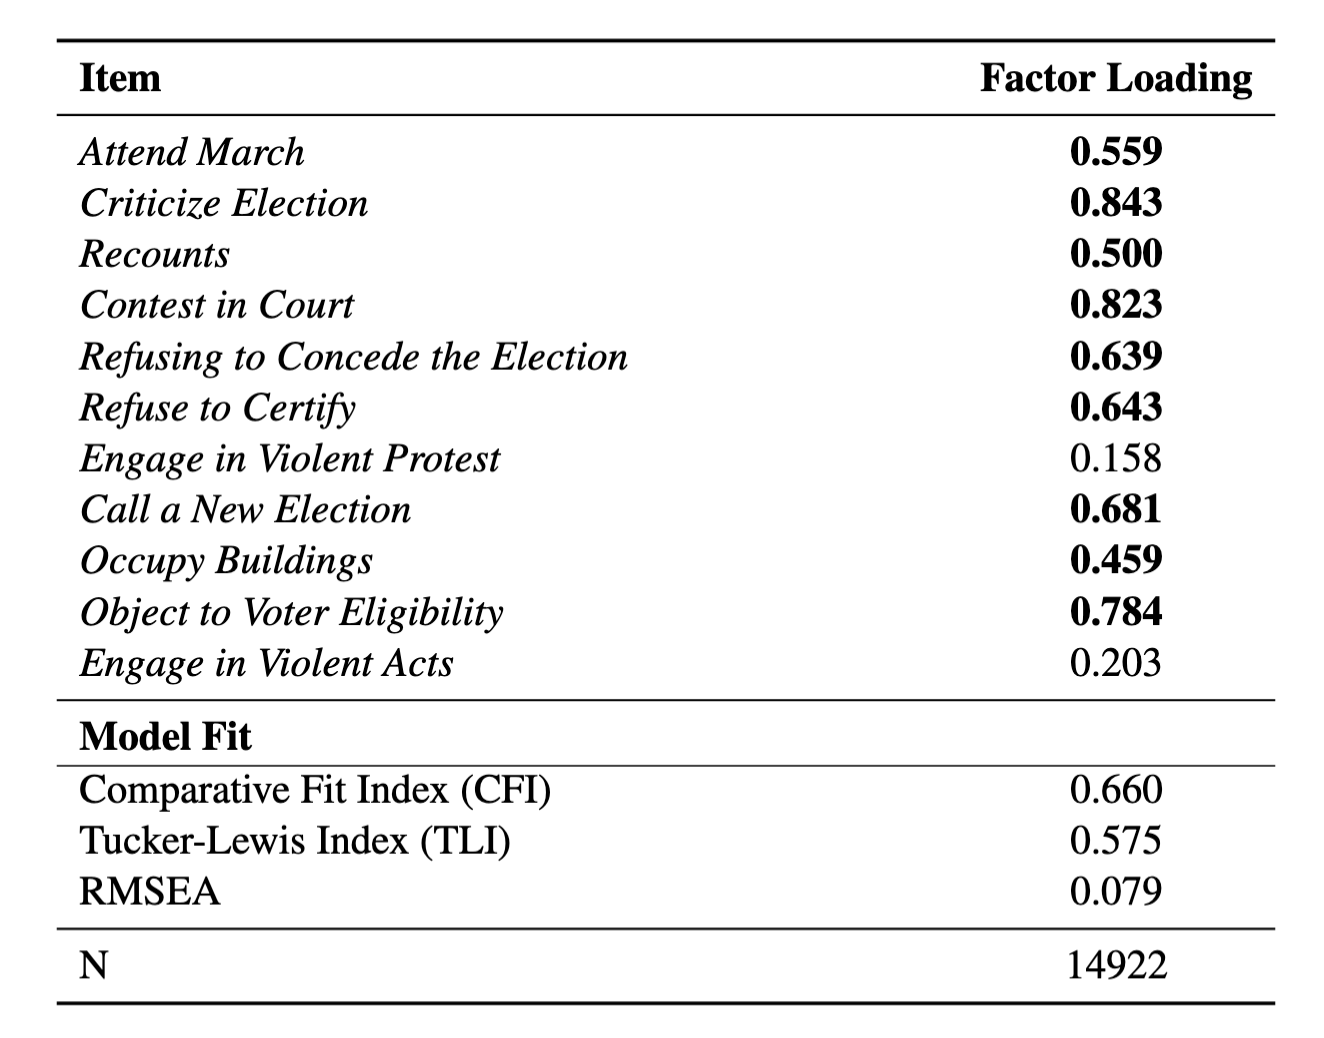 Item Factor Loading
Attend March 0.559
Criticize Election 0.843
Recounts 0.500
Contest in Court 0.823
Refusing to Concede the Election 0.639
Refuse to Certify 0.643
Engage in Violent Protest 0.158
Call a New Election 0.681
Occupy Buildings 0.459
Object to Voter Eligibility 0.784
Engage in Violent Acts 0.203
Model Fit
Comparative Fit Index (CFI) 0.660
Tucker-Lewis Index (TLI) 0.575
RMSEA 0.079
N 14922